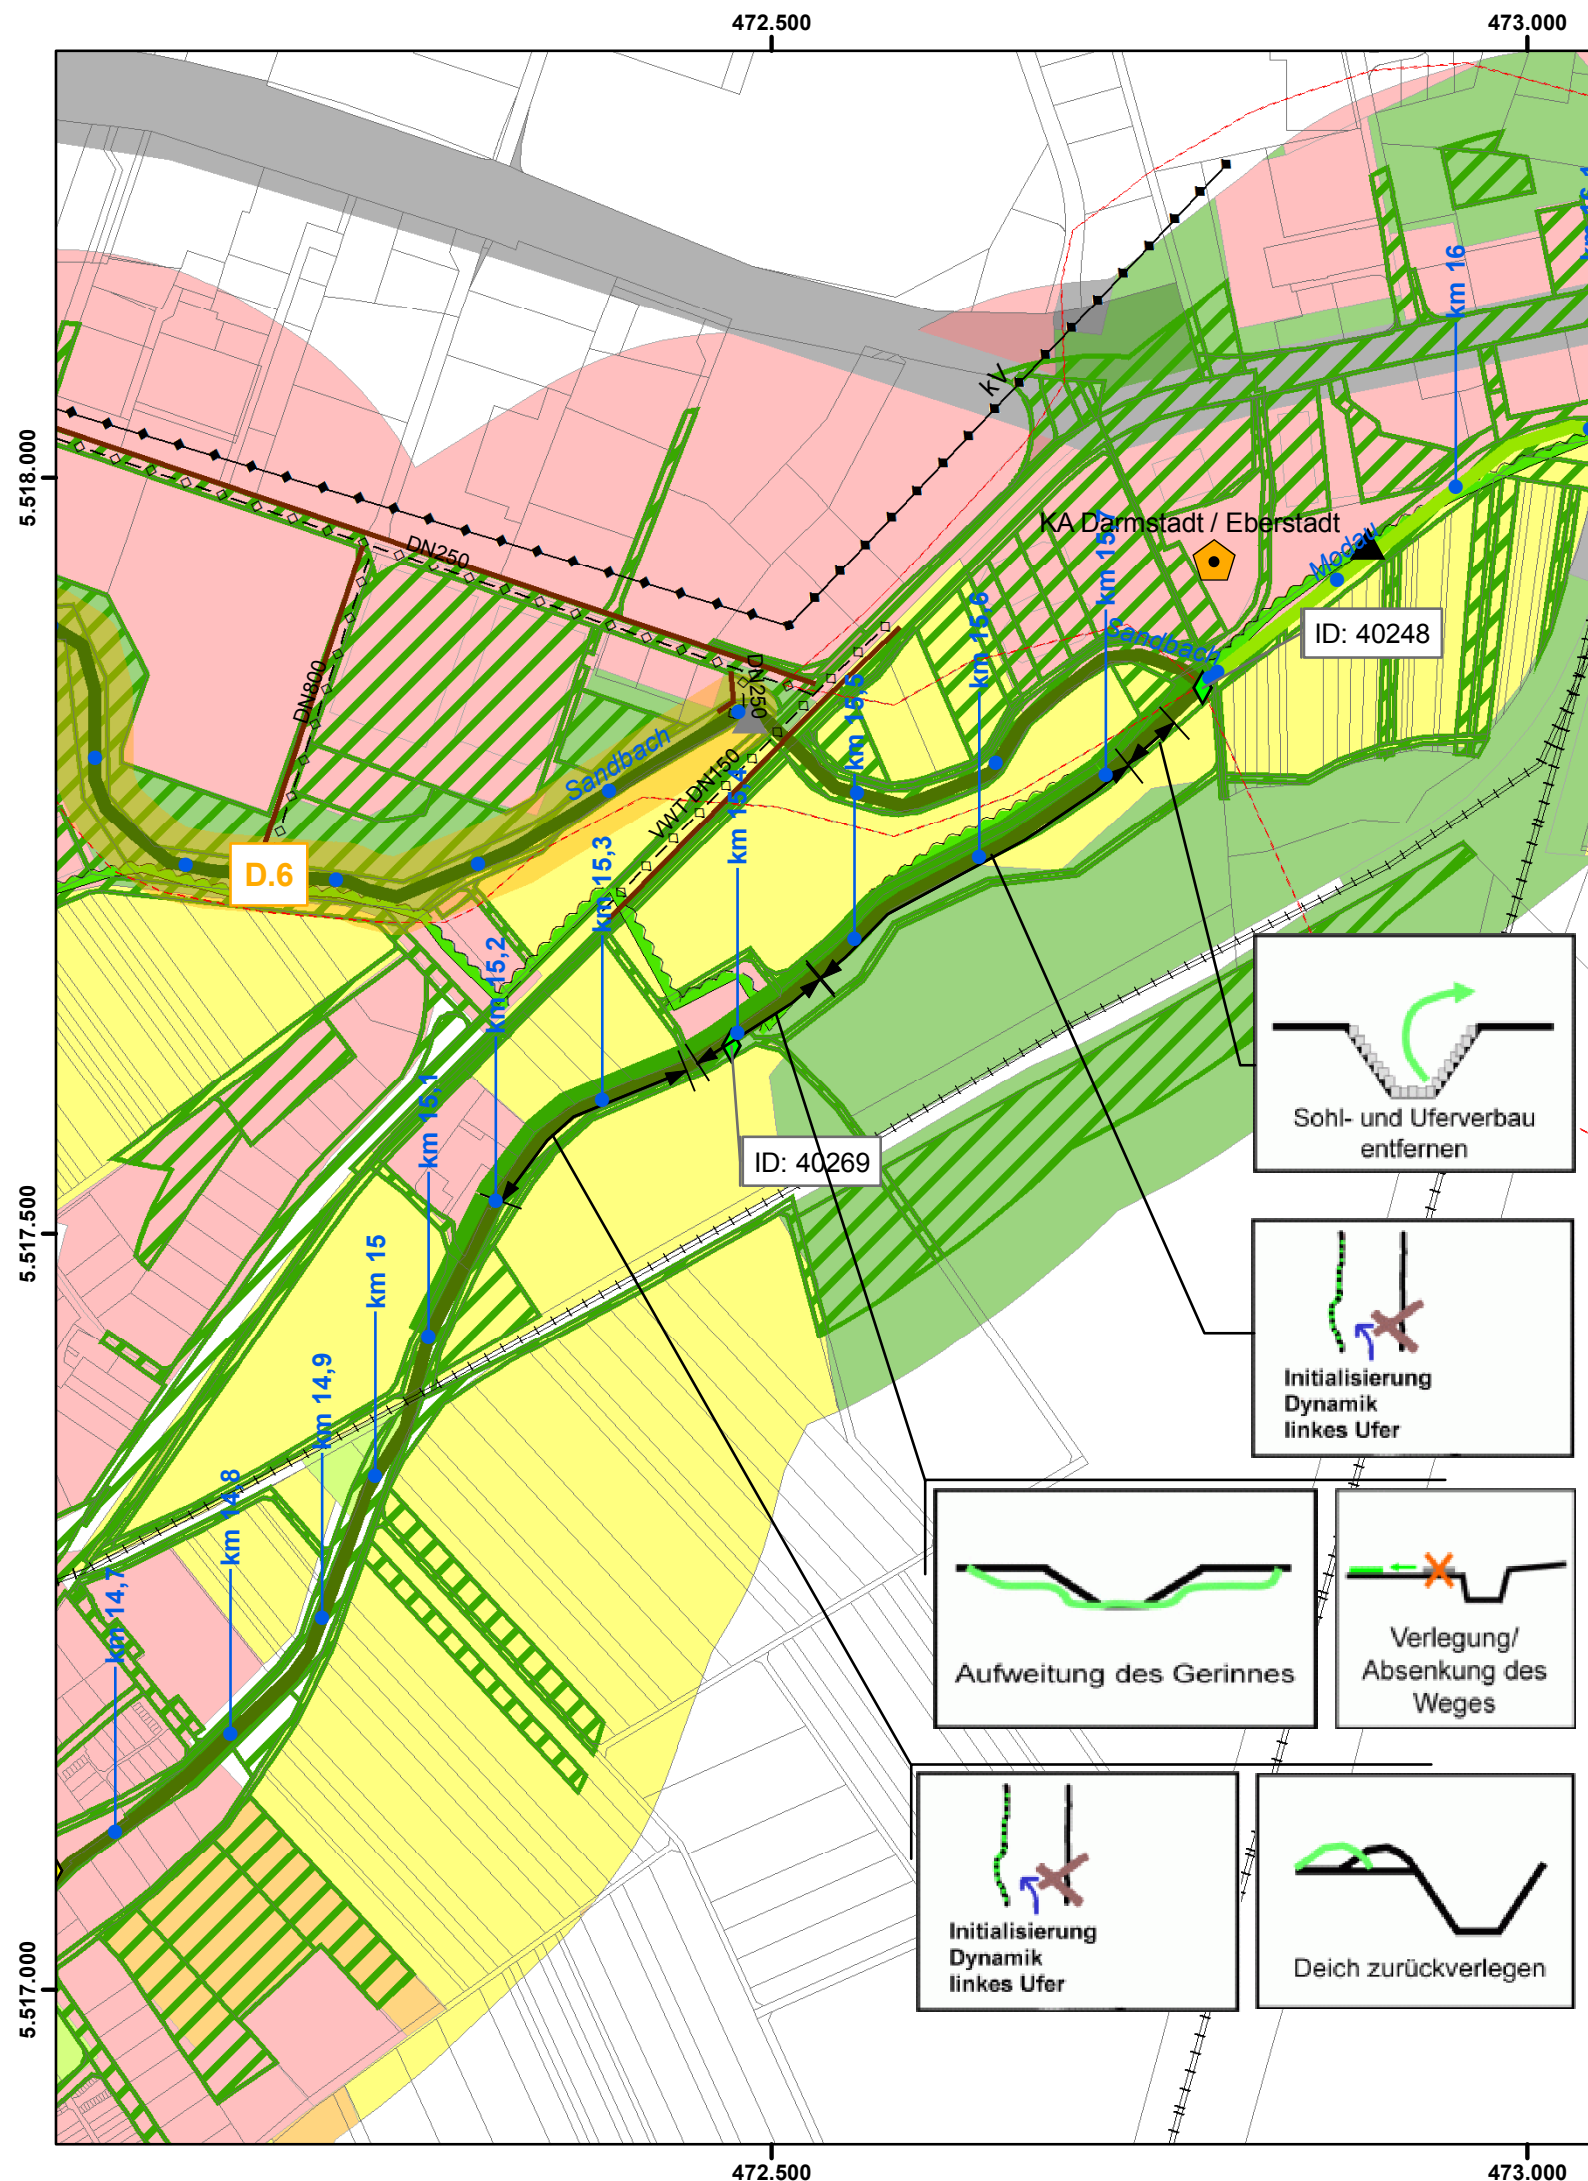 472.500
473.000
km 16,1
km 16
kV
5.518.000
KA Darmstadt / Eberstadt
km 15,7
Modau
DN250
km 15,6
Sandbach
ID: 40248
DN800
DN250
km 15,5
Sandbach
VWT DN150
km 15,4
D.6
km 15,3
km 15,2
Sohl- und Uferverbau
entfernen
km 15,1
ID: 40269
5.517.500
km 15
Initialisierung
Dynamik
linkes Ufer
km 14,9
km 14,8
km 14,7
Aufweitung des Gerinnes
Verlegung/
Absenkung des
Weges
Initialisierung
Dynamik
linkes Ufer
Deich zurückverlegen
5.517.000
472.500
473.000